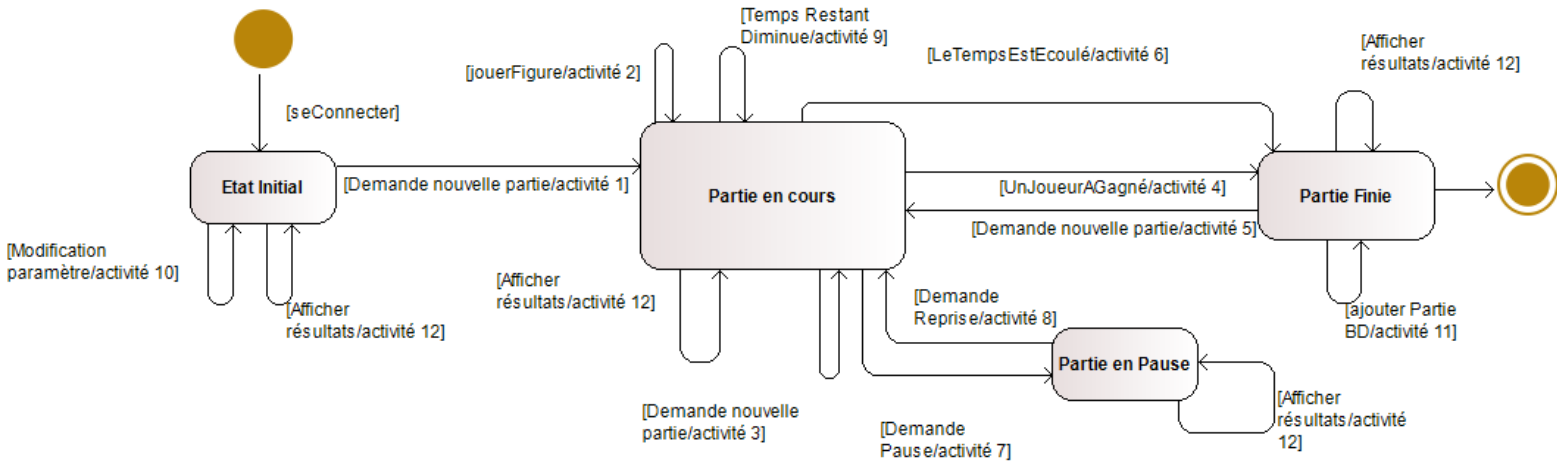 [Temps Restant
Diminue/activité 9]
[jouerFigure/activité 2]
[LeTempsEstEcoulé/activité 6]
[Afficher
résultats/activité 12]
[seConnecter]
Etat Initial
[Demande nouvelle partie/activité 1]
Partie en cours
[UnJoueurAGagné/activité 4]
[Demande nouvelle partie/activité 5]
Partie Finie
[Modification
paramètre/activité 10]
[Afficher
résultats/activité 12]
[Afficher
résultats/activité 12]
[Demande
Reprise/activité 8]
[ajouter Partie
BD/activité 11]
Partie en Pause
[Demande nouvelle
partie/activité 3]
[Demande
Pause/activité 7]
[Afficher
résultats/activité
12]